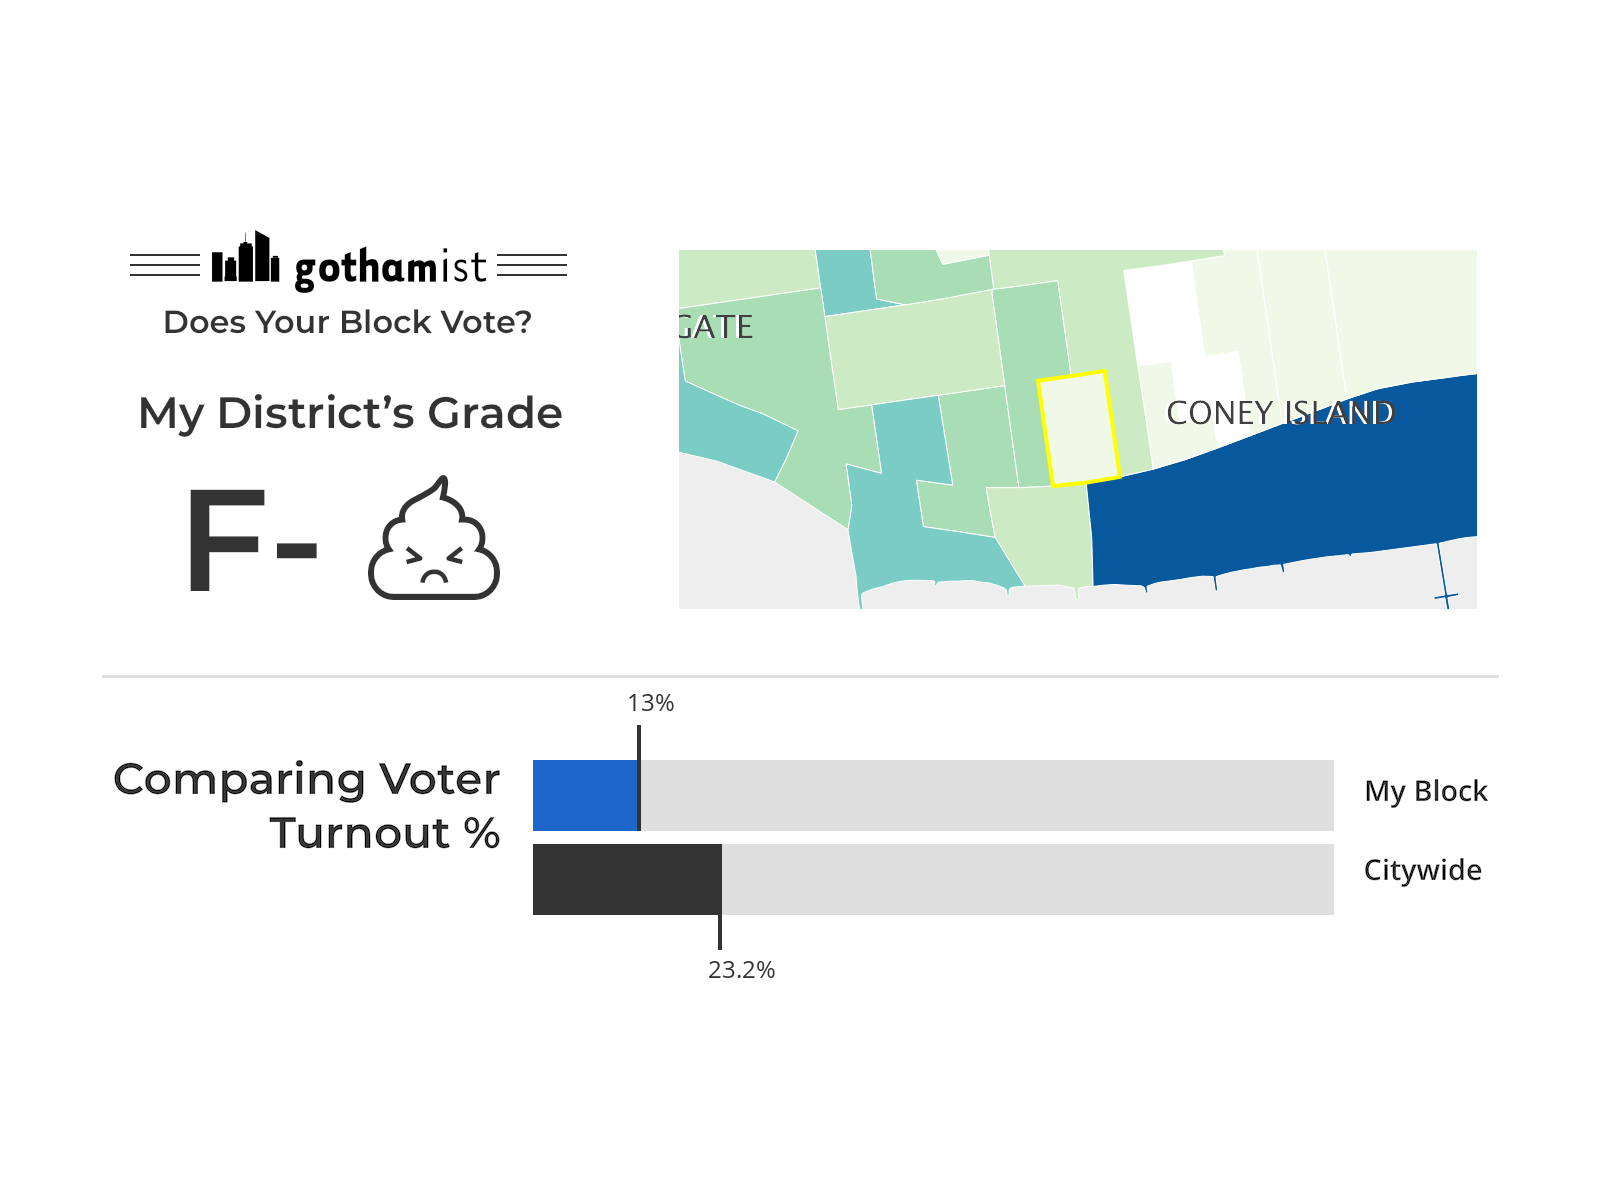 gothamist
Does Your Block Vote?
My District’s Grade
F-
GATE
CONEY ISLAND
13%
Comparing Voter
Turnout %
My Block
Citywide
23.2%